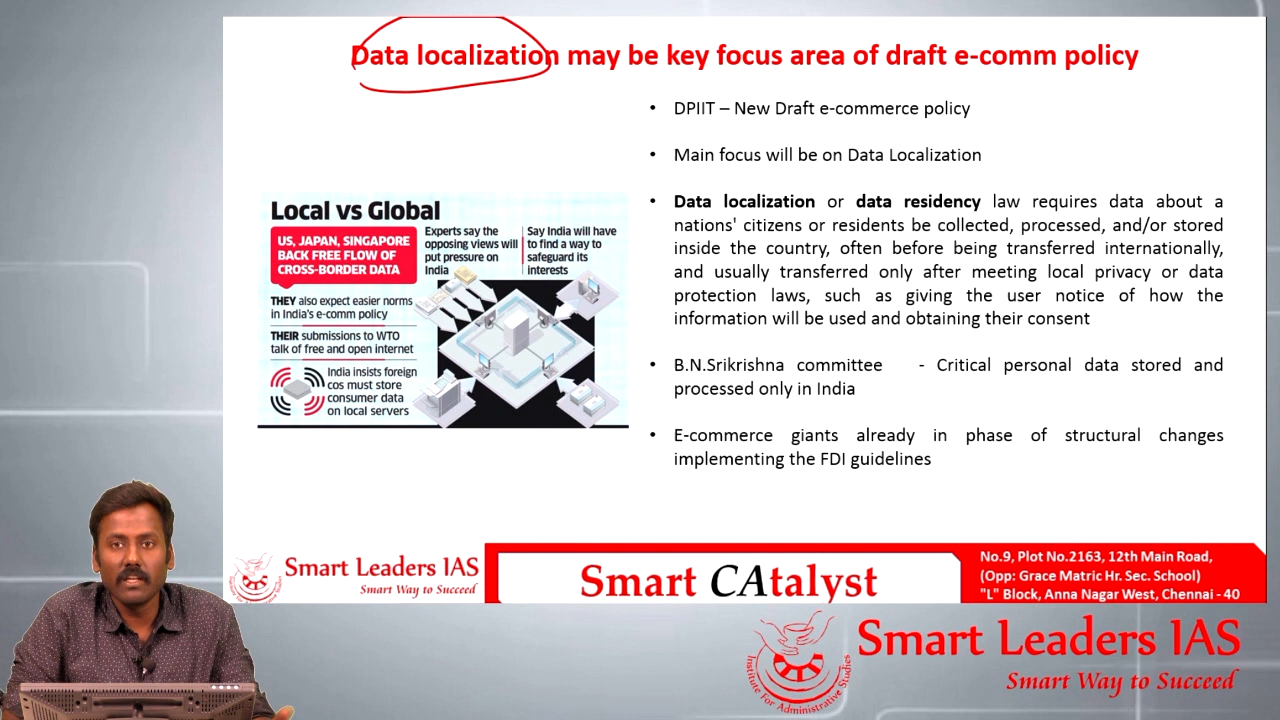 Data localization may be key focus area of draft e-comm policy
• DPIIT – New Draft e-commerce policy
• Main focus will be on Data Localization
• Data localization or data residency law requires data about a
nations' citizens or residents be collected, processed, and/or stored
inside the country, often before being transferred internationally,
and usually transferred only after meeting local privacy or data
protection laws, such as giving the user notice of how the
information will be used and obtaining their consent
• B.N.Srikrishna committee - Critical personal data stored and
processed only in India
• E-commerce giants already in phase of structural changes
implementing the FDI guidelines
Local vs Global
US, JAPAN, SINGAPORE
BACK FREE FLOW OF
CROSS-BORDER DATA
THEY also expect easier norms
in India's e-comm policy
THEIR submissions to WTO
talk of free and open internet
India insists foreign
cos must store
consumer data
on local servers
Experts say the
opposing views will
put pressure on
India
Say India will have
to find a way to
safeguard its
interests
Smart Leaders IAS
Smart Way to Succeed
Smart CAtalyst
No.9, Plot No.2163, 12th Main Road,
(Opp: Grace Matric Hr. Sec. School)
"L" Block, Anna Nagar West, Chennai - 40
Institute For Administrative Studies
Smart Leaders IAS
Smart Way to Succeed